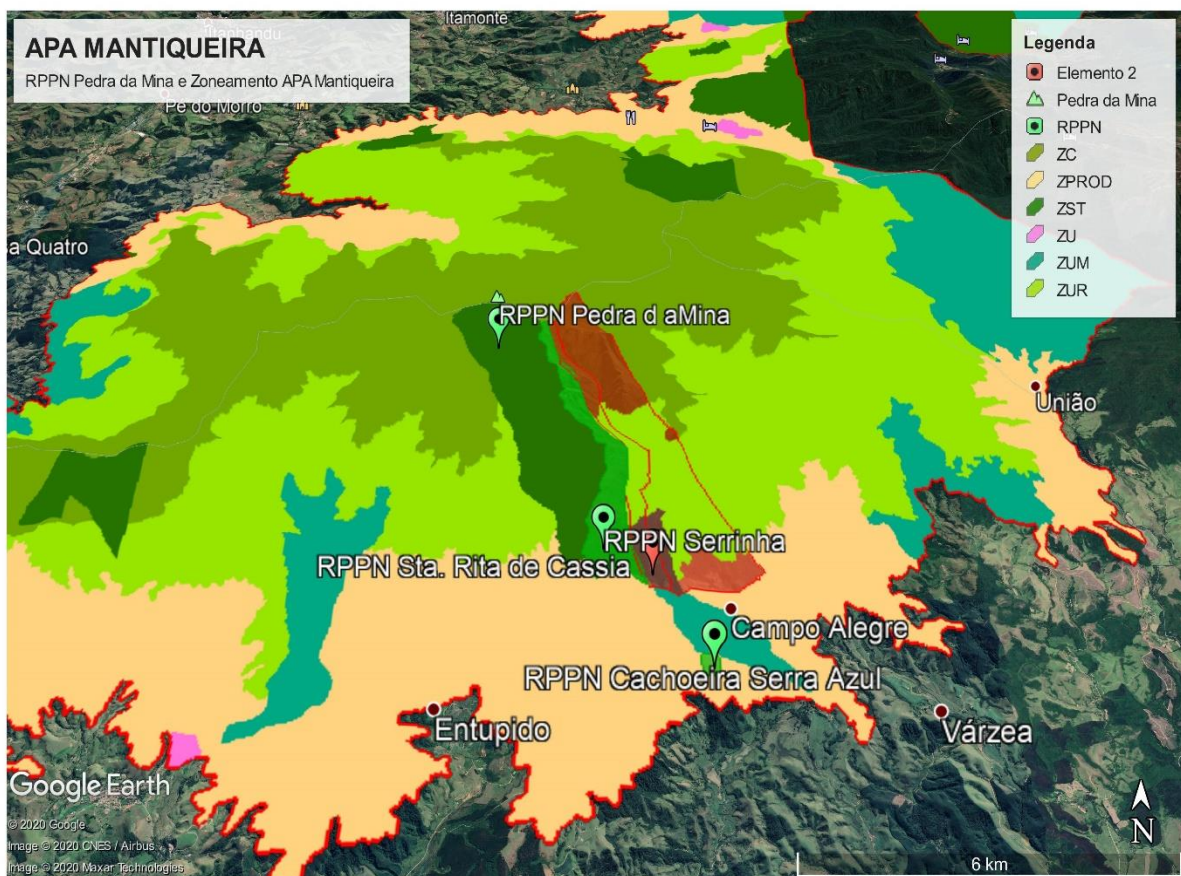 Itamonte
Itanhandu
APA MANTIQUEIRA
RPPN Pedra da Mina e Zoneamento APA Mantiqueira
Pé do Morro
Legenda
Elemento 2
Pedra da Mina
RPPN
ZC
ZPROD
ZST
ZU
ZUM
ZUR
sa Quatro
RPPN Pedra d aMina
União
RPPN Serrinha
RPPN Sta. Rita de Cassia
Campo Alegre
RPPN Cachoeira Serra Azul
Entupido
Várzea
Google Earth
© 2020 Google
Image © 2020 CNES / Airbus
Image © 2020 Maxar Technologies
N
6 km